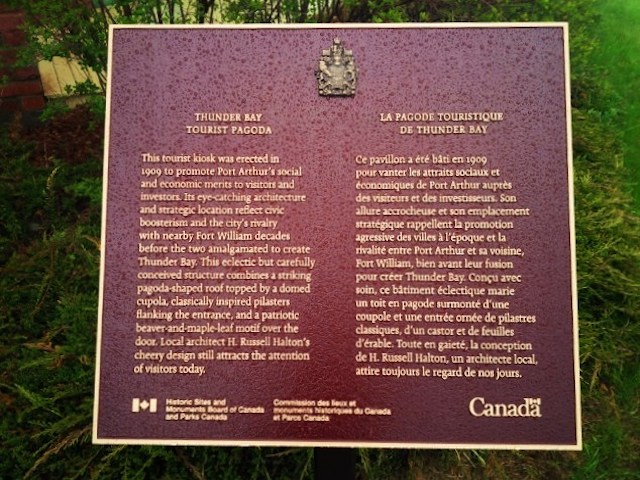 THUNDER BAY
TOURIST PAGODA
This tourist kiosk was erected in
1909 to promote Port Arthur's social
and economic merits to visitors and
investors. Its eye-catching architecture
and strategic location reflect civic
boosterism and the city's rivalry
with nearby Fort William decades
before the two amalgamated to create
Thunder Bay. This eclectic but carefully
conceived structure combines a striking
pagoda-shaped roof topped by a domed
cupola, classically inspired pilasters
flanking the entrance, and a patriotic
beaver-and-maple-leaf motif over the
door. Local architect H. Russell Halton's
cheery design still attracts the attention
of visitors today.
LA PAGODE TOURISTIQUE
DE THUNDER BAY
Ce pavillon a été bâti en 1909
pour vanter les attraits sociaux et
économiques de Port Arthur auprès
des visiteurs et des investisseurs. Son
allure accrocheuse et son emplacement
stratégique rappellent la promotion
agressive des villes à l'époque et la
rivalité entre Port Arthur et sa voisine,
Fort William, bien avant leur fusion
pour créer Thunder Bay. Conçu avec
soin, ce bâtiment éclectique marie
un toit en pagode surmonté d'une
coupole et une entrée ornée de pilastres
classiques, d'un castor et de feuilles
d'érable. Toute en gaieté, la conception
de H. Russell Halton, un architecte local,
attire toujours le regard de nos jours.
Historic Sites and
Monuments Board of Canada
and Parks Canada
Commission des lieux et
monuments historiques du Canada
et Parcs Canada
Canada